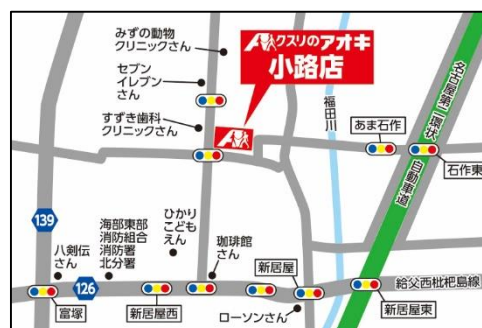 みずの動物
クリニックさん
クスリのアオキ
小路店
セブン
イレブン
さん
すずき歯科
クリニックさん
福田川
あま石作
名古屋第二環状
自動車道
石作東
139
八剣伝
さん
海部東部
消防組合
消防署
北分署
ひかり
こども
えん
珈琲館
さん
新居屋
126
給父西枇杷島線
富塚
新居屋西
ローソンさん
新居屋東